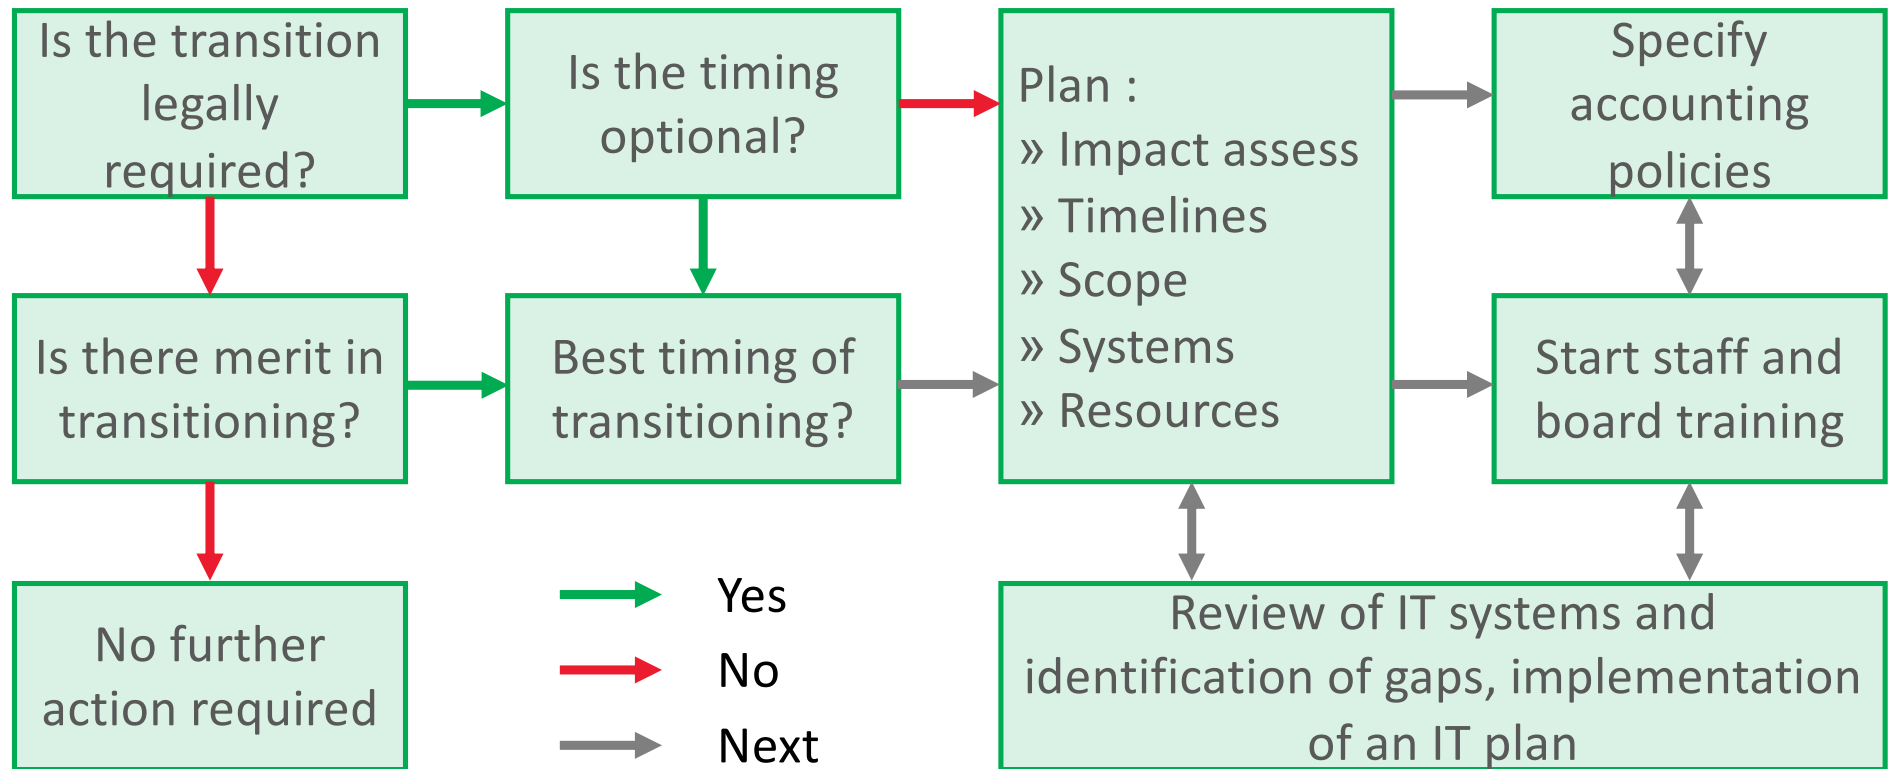 Is the transition
legally
required?
Is the timing
optional?
Plan :
» Impact assess
» Timelines
» Scope
» Systems
» Resources
Specify
accounting
policies
Is there merit in
transitioning?
Best timing of
transitioning?
Start staff and
board training
No further
action required
Yes
No
Next
Review of IT systems and
identification of gaps, implementation
of an IT plan